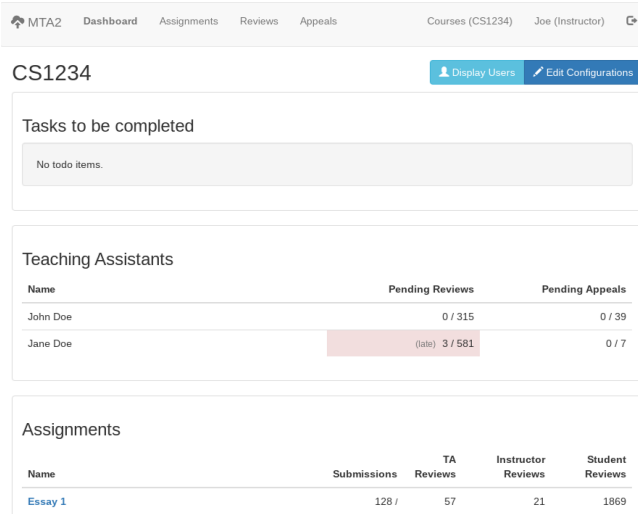 MTA2 Dashboard Assignments Reviews Appeals Courses (CS1234) Joe (Instructor)
CS1234 Display Users Edit Configurations
Tasks to be completed
No todo items.
Teaching Assistants
Name Pending Reviews Pending Appeals
John Doe 0 / 315 0 / 39
Jane Doe (late) 3 / 581 0 / 7
Assignments
TA Instructor Student
Name Submissions Reviews Reviews Reviews
Essay 1 128 / 57 21 1869